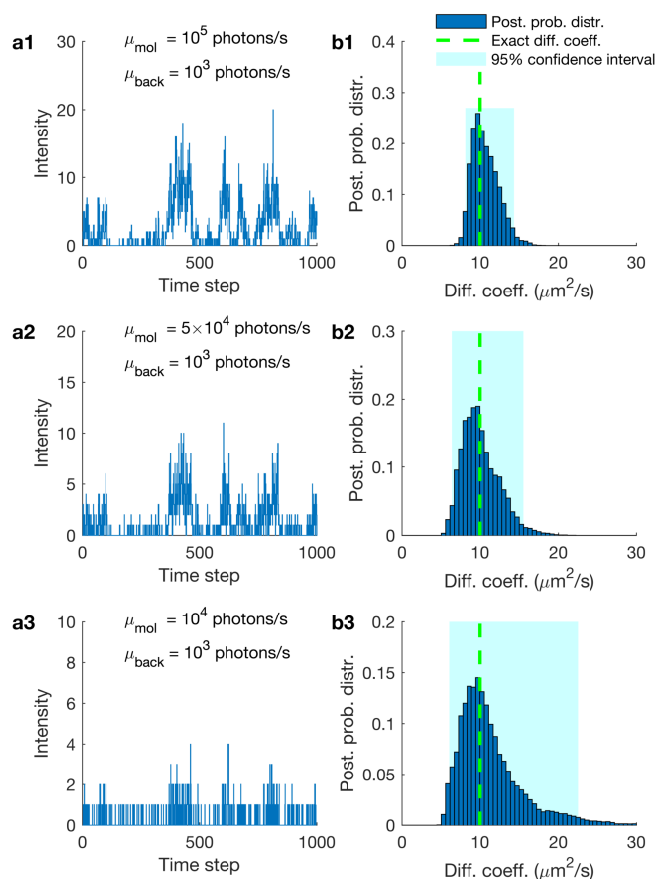 a1
μmol = 10^5 photons/s
μback = 10^3 photons/s
Intensity
30
20
10
0
0 500 1000
Time step
b1
Post. prob. distr.
Exact diff. coeff.
95% confidence interval
Post. prob. distr.
0.4
0.3
0.2
0.1
0
0 10 20 30
Diff. coeff. (μm^2/s)
a2
μmol = 5×10^4 photons/s
μback = 10^3 photons/s
Intensity
20
15
10
5
0
0 500 1000
Time step
b2
Post. prob. distr.
0.3
0.2
0.1
0
0 10 20 30
Diff. coeff. (μm^2/s)
a3
μmol = 10^4 photons/s
μback = 10^3 photons/s
Intensity
10
8
6
4
2
0
0 500 1000
Time step
b3
Post. prob. distr.
0.2
0.15
0.1
0.05
0
0 10 20 30
Diff. coeff. (μm^2/s)